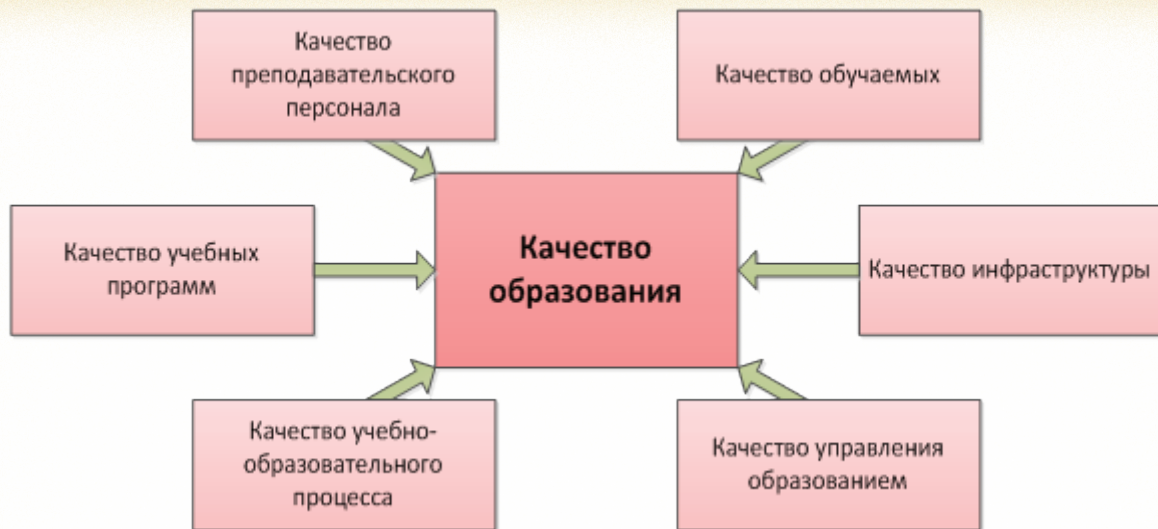 Качество
преподавательского
персонала
Качество обучаемых
Качество учебных
программ
Качество
образования
Качество инфраструктуры
Качество учебно-
образовательного
процесса
Качество управления
образованием